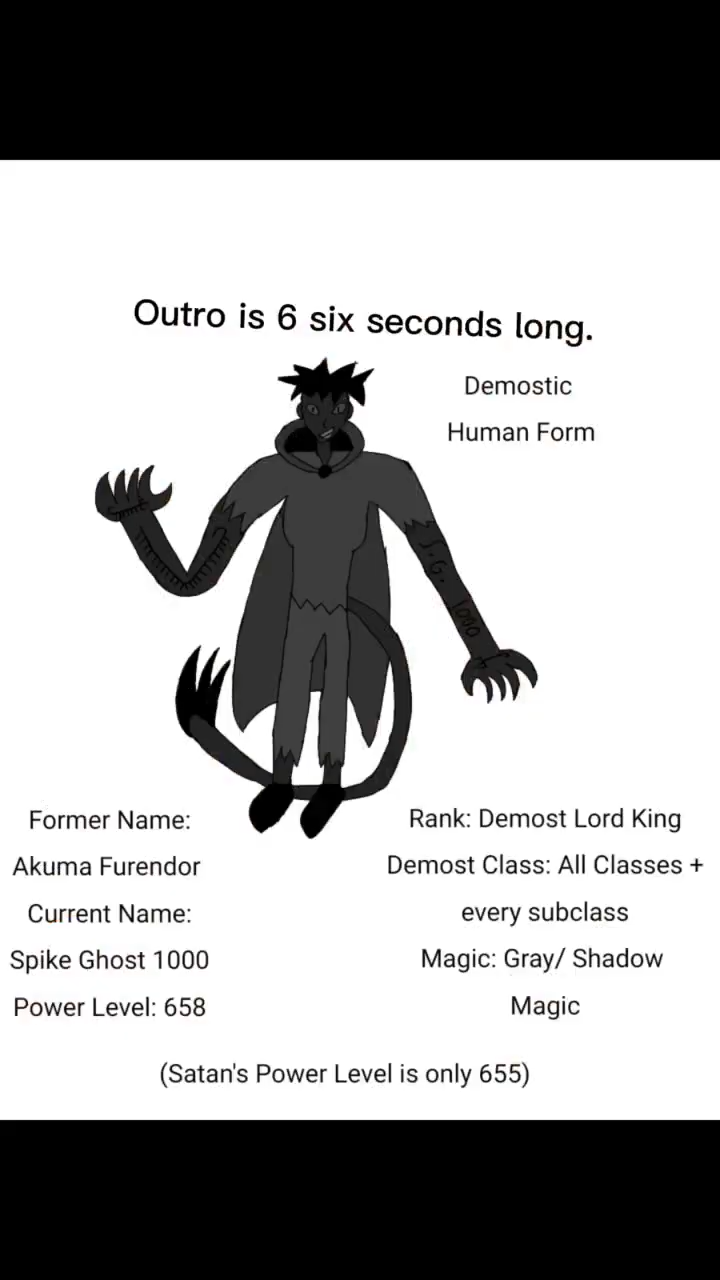 Outro is 6 six seconds long.
Demostic
Human Form
S.G. 1000
Former Name:
Akuma Furendor
Current Name:
Spike Ghost 1000
Power Level: 658
Rank: Demost Lord King
Demost Class: All Classes +
every subclass
Magic: Gray/ Shadow
Magic
(Satan's Power Level is only 655)